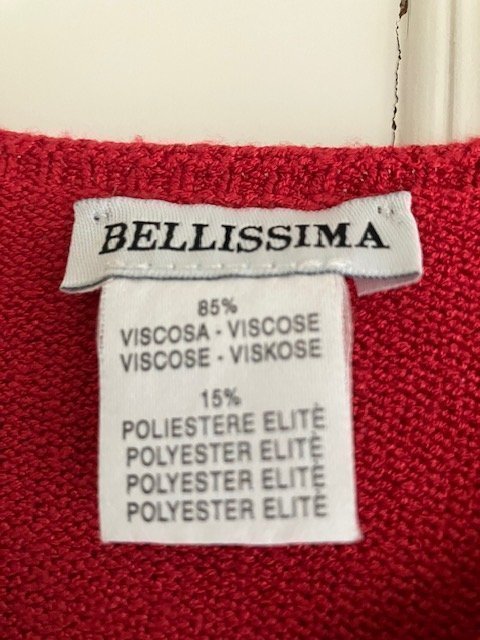 BELLISSIMA
85%
VISCOSA - VISCOSE
VISCOSE - VISKOSE
15%
POLIESTERE ELITÈ
POLYESTER ELITÈ
POLYESTER ELITÈ
POLYESTER ELITÈ